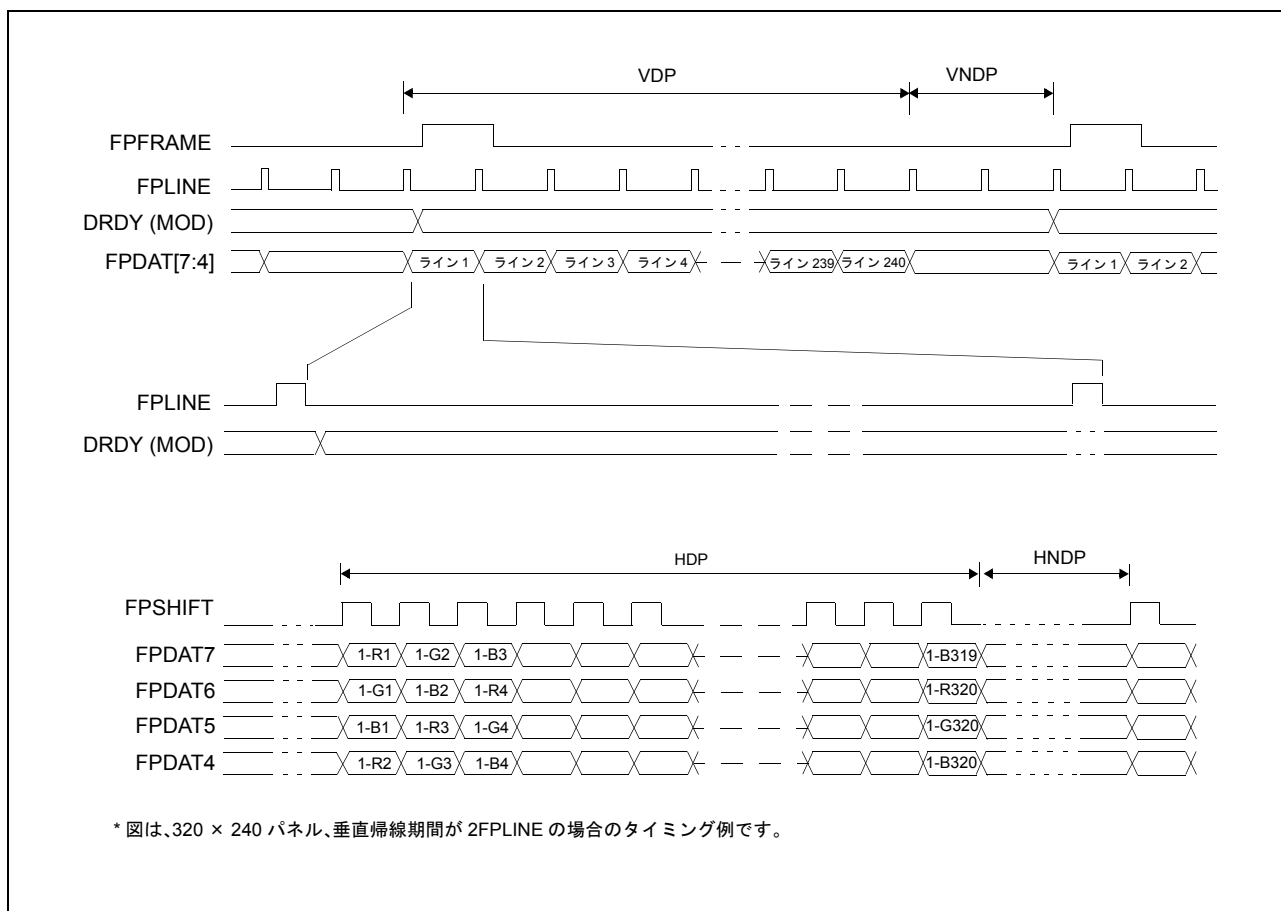 VDP VNDP
FPFRAME
FPLINE
DRDY (MOD)
FPDAT[7:4] ライン 1 ライン 2 ライン 3 ライン 4 ライン 239 ライン 240 ライン 1 ライン 2
FPLINE
DRDY (MOD)
HDP HNDP
FPSHIFT
FPDAT7 1-R1 1-G2 1-B3 1-B319
FPDAT6 1-G1 1-B2 1-R4 1-R320
FPDAT5 1-B1 1-R3 1-G4 1-G320
FPDAT4 1-R2 1-G3 1-B4 1-B320
* 図は、320 × 240 パネル、垂直帰線期間が 2FPLINE の場合のタイミング例です。